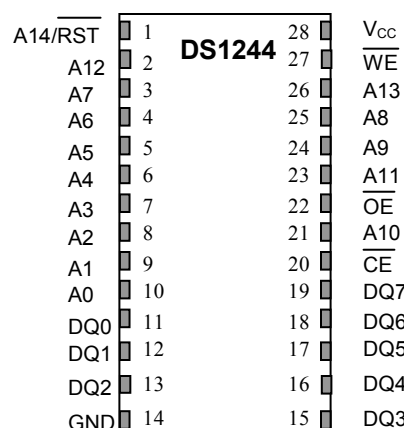 A14/RST 1 DS1244 28 VCC
A12 2 27 WE
A7 3 26 A13
A6 4 25 A8
A5 5 24 A9
A4 6 23 A11
A3 7 22 OE
A2 8 21 A10
A1 9 20 CE
A0 10 19 DQ7
DQ0 11 18 DQ6
DQ1 12 17 DQ5
DQ2 13 16 DQ4
GND 14 15 DQ3